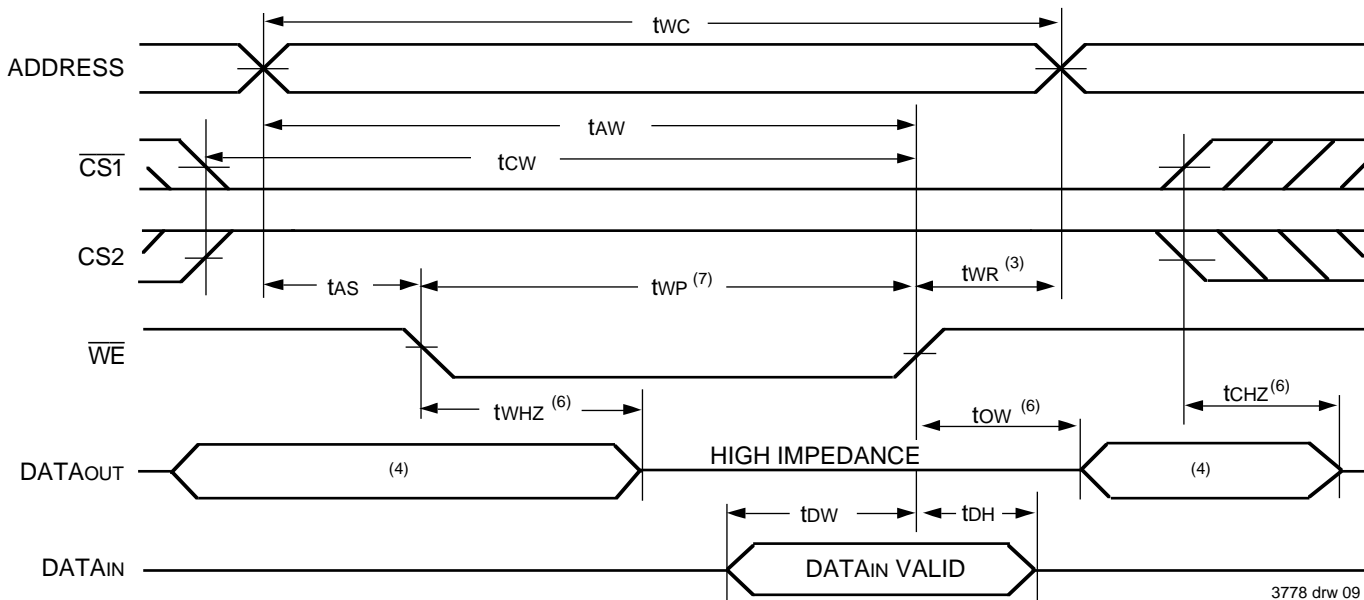 tWC
ADDRESS
tAW
CS1
tCW
CS2
tAS
tWP (7)
tWR (3)
WE
tWHZ (6)
tOW (6)
tCHZ (6)
DATAOUT
(4)
HIGH IMPEDANCE
(4)
tDW
tDH
DATAIN
DATAIN VALID
3778 drw 09